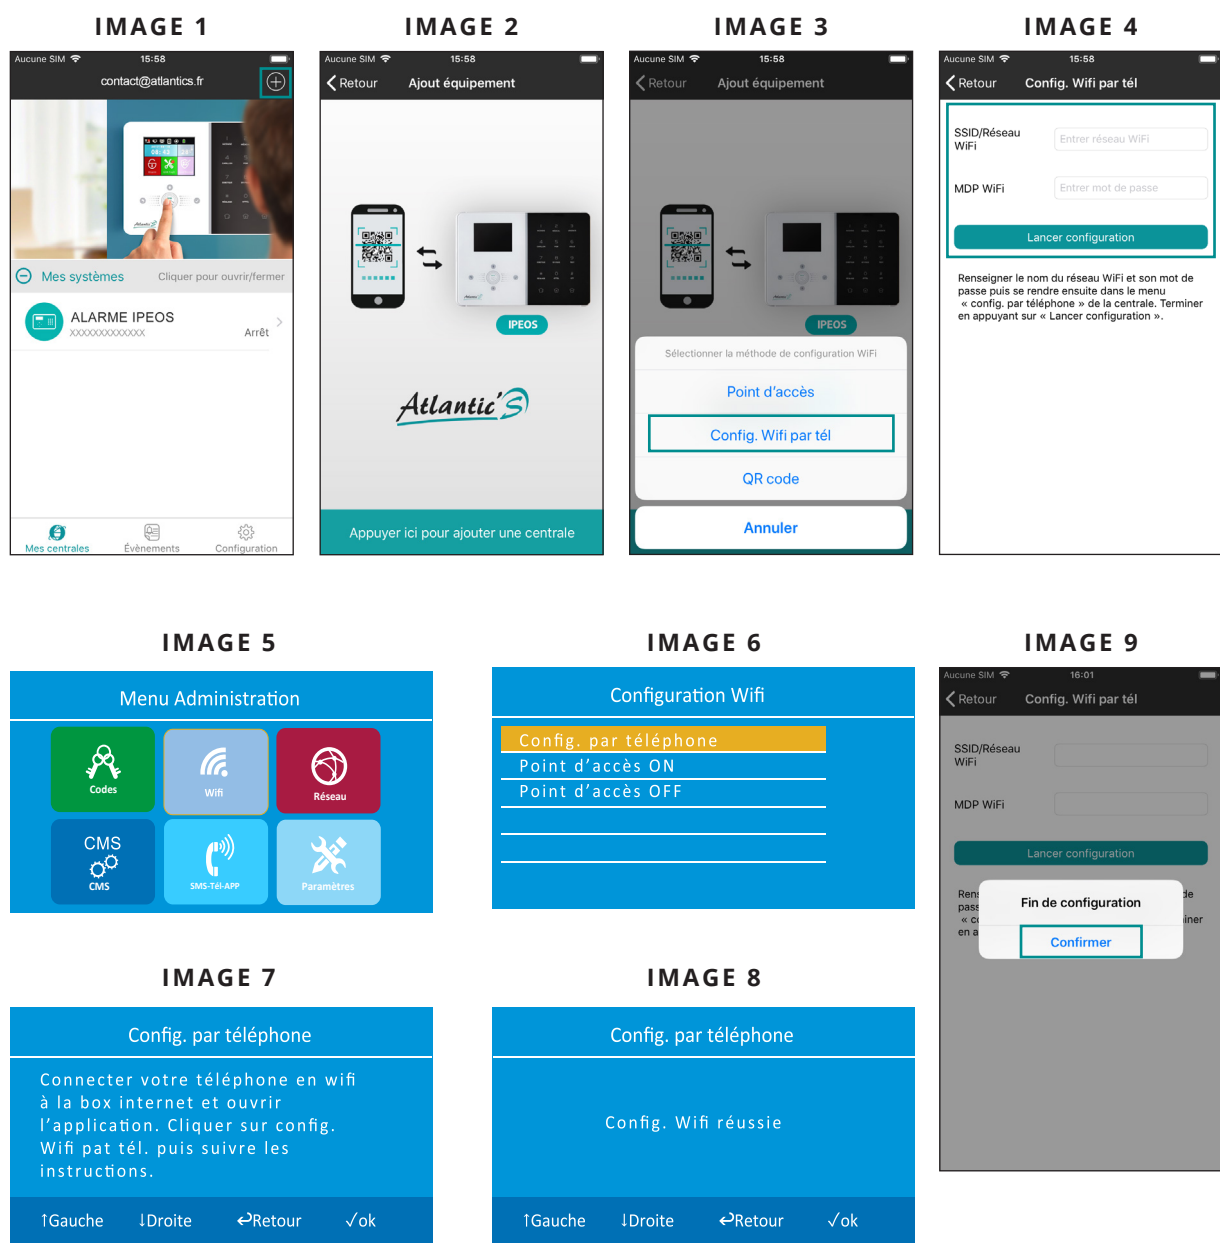 IMAGE 1
Aucune SIM 15:58
contact@atlantics.fr
Atlantic'S
Mes systèmes Cliquer pour ouvrir/fermer
ALARME IPEOS
XXXXXXXXXXXXX Arrêt
Mes centrales Évènements Configuration
IMAGE 2
Aucune SIM 15:58
Retour Ajout équipement
IPEOS
Atlantic'S
Appuyer ici pour ajouter une centrale
IMAGE 3
Aucune SIM 15:58
Retour Ajout équipement
IPEOS
Sélectionner la méthode de configuration WiFi
Point d'accès
Config. Wifi par tél
QR code
Annuler
IMAGE 4
Aucune SIM 15:58
Retour Config. Wifi par tél
SSID/Réseau
WiFi
Entrer réseau WiFi
MDP WiFi Entrer mot de passe
Lancer configuration
Renseigner le nom du réseau WiFi et son mot de
passe puis se rendre ensuite dans le menu
« config. par téléphone » de la centrale. Terminer
en appuyant sur « Lancer configuration ».
IMAGE 5
Menu Administration
Codes Wifi Réseau
CMS
CMS SMS-Tél-APP Paramètres
IMAGE 6
Configuration Wifi
Config. par téléphone
Point d'accès ON
Point d'accès OFF
IMAGE 9
Aucune SIM 16:01
Retour Config. Wifi par tél
SSID/Réseau
WiFi
MDP WiFi
Lancer configuration
Fin de configuration
Confirmer
IMAGE 7
Config. par téléphone
Connecter votre téléphone en wifi
à la box internet et ouvrir
l'application. Cliquer sur config.
Wifi pat tél. puis suivre les
instructions.
↑Gauche ↓Droite ↩Retour √ok
IMAGE 8
Config. par téléphone
Config. Wifi réussie
↑Gauche ↓Droite ↩Retour √ok